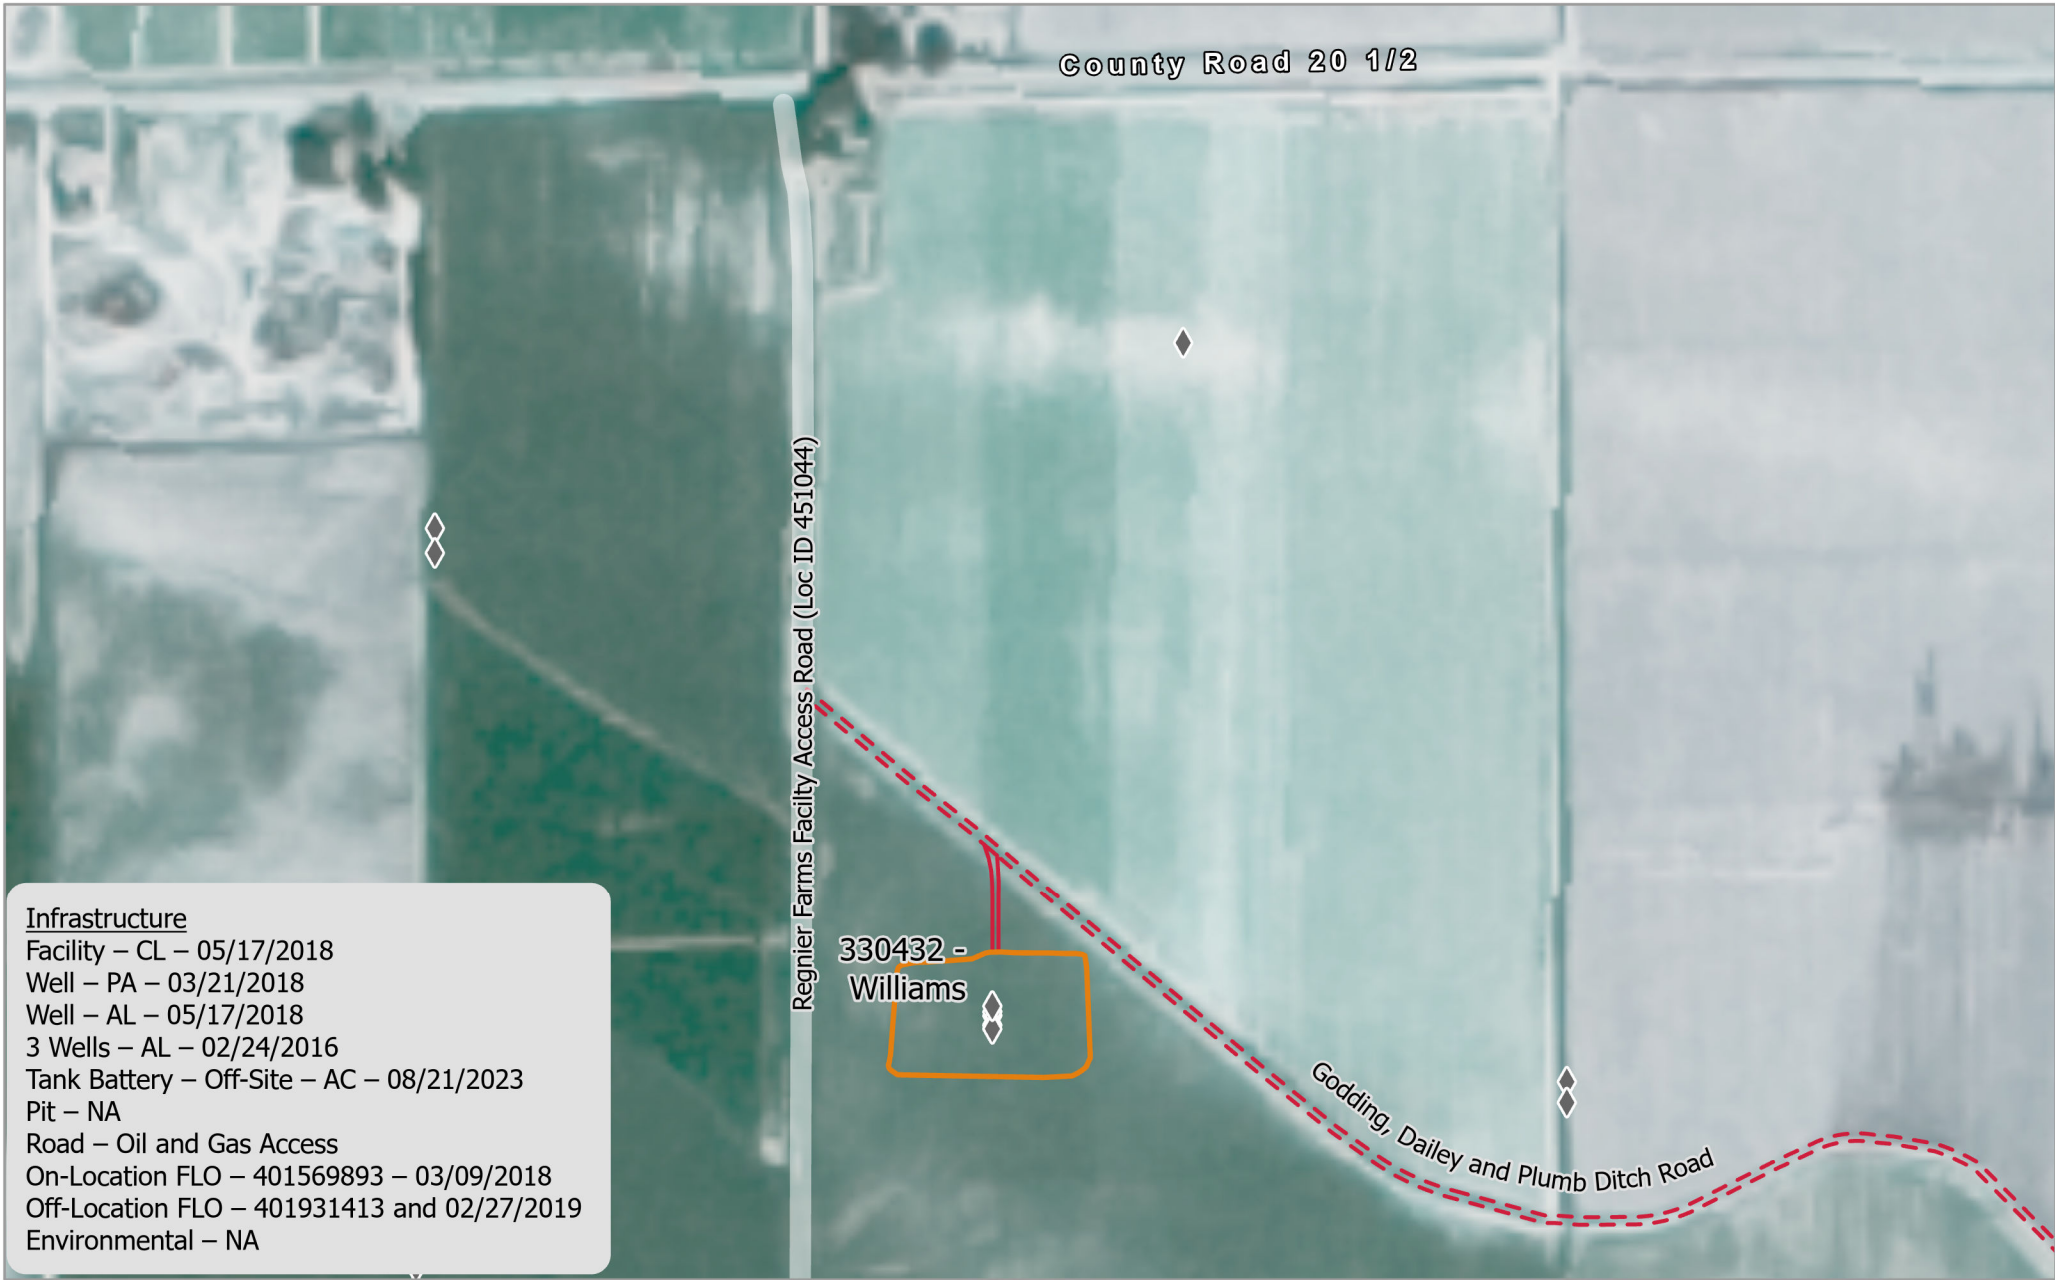 County Road 20 1/2
Regnier Farms Facilty Access Road (Loc ID 451044)
330432 -
Williams
Godding, Dailey and Plumb Ditch Road
Infrastructure
Facility – CL – 05/17/2018
Well – PA – 03/21/2018
Well – AL – 05/17/2018
3 Wells – AL – 02/24/2016
Tank Battery – Off-Site – AC – 08/21/2023
Pit – NA
Road – Oil and Gas Access
On-Location FLO – 401569893 – 03/09/2018
Off-Location FLO – 401931413 and 02/27/2019
Environmental – NA